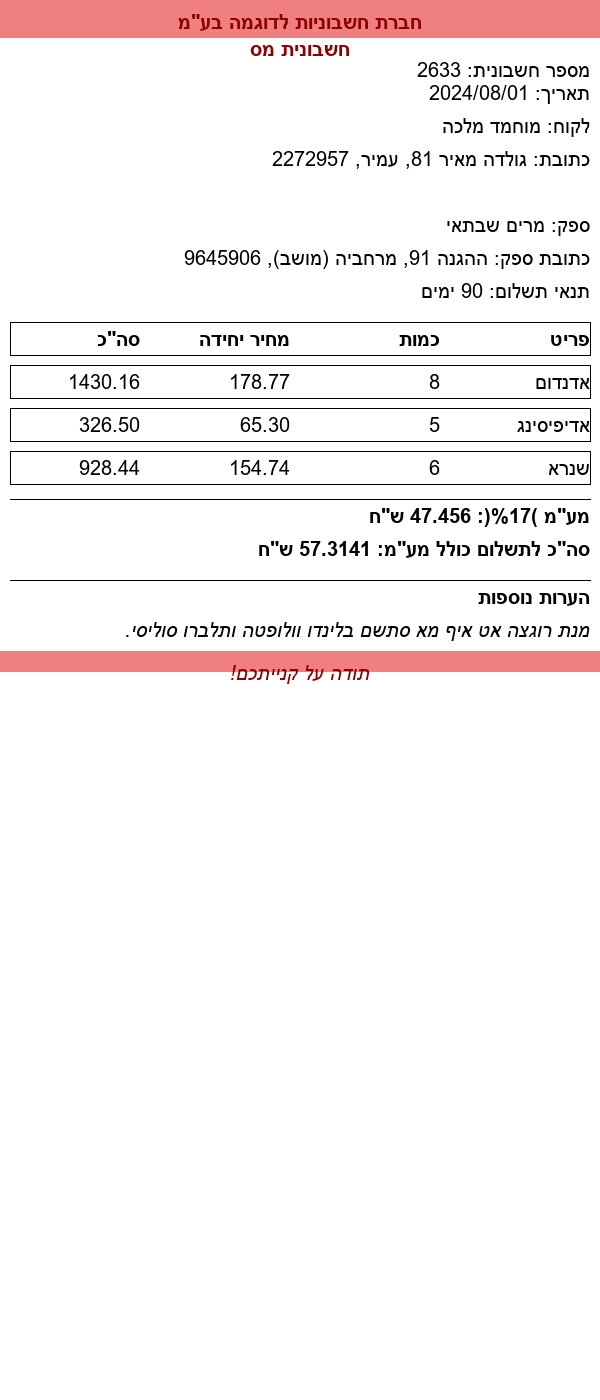 חברת חשבוניות לדוגמה בע"מ
חשבונית מס
מספר חשבונית: 2633
תאריך: 2024/08/01
לקוח: מוחמד מלכה
כתובת: גולדה מאיר 81, עמיר, 2272957
ספק: מרים שבתאי
כתובת ספק: ההגנה 91, מרחביה (מושב), 9645906
תנאי תשלום: 90 ימים
פריט כמות מחיר יחידה סה"כ
אדנדום 8 178.77 1430.16
אדיפיסינג 5 65.30 326.50
שנרא 6 154.74 928.44
מע"מ )17%(: 47.456 ש"ח
סה"כ לתשלום כולל מע"מ: 57.3141 ש"ח
הערות נוספות
מנת רוגצה אט איף מא סתשם בלינדו וולופטה ותלברו סוליסי.
תודה על קנייתכם!